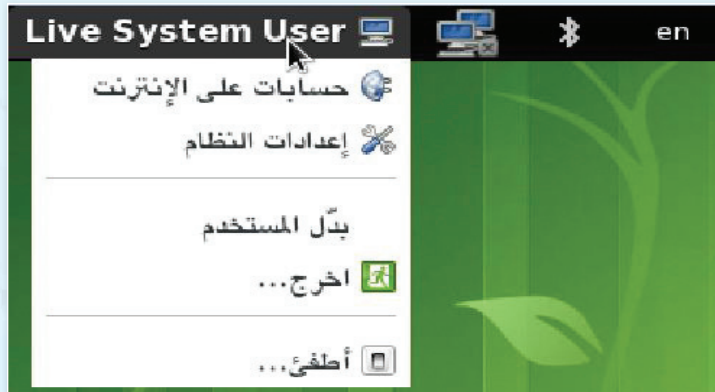 Live System User
en
حسابات على الإنترنت
إعدادات النظام
بدّل المستخدم
اخرج...
أطفئ...